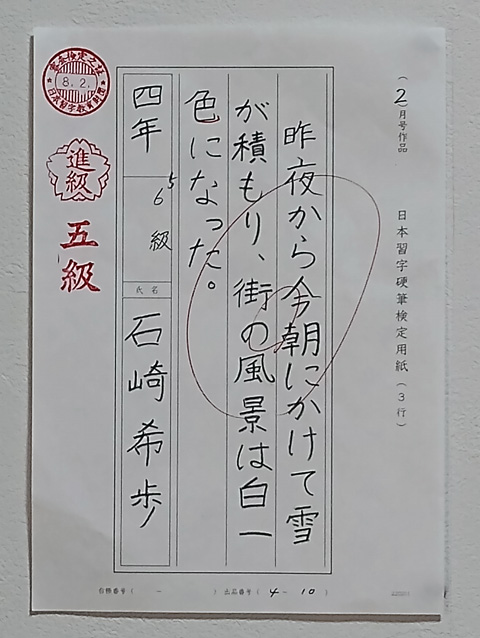 (2)月号作品
日本習字硬筆検定用紙(3行)
昨夜から今朝にかけて雪
が積もり、街の風景は白一
色になった。
四年
5
6級
氏名
石崎希歩
8.2.
日本習字教育財団
進級
五級
(ー)
出品番号(4-10)